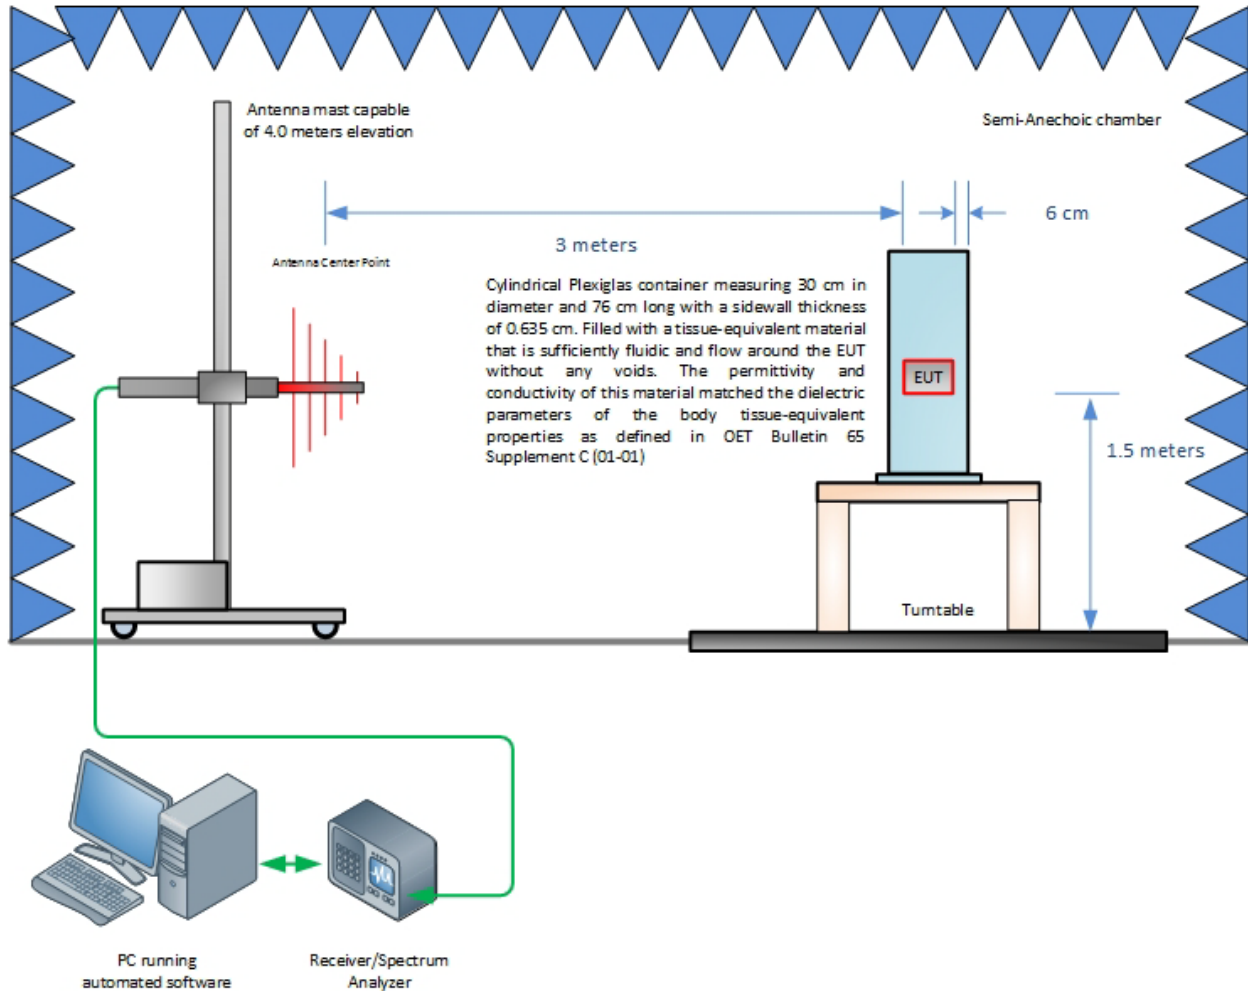 Antenna mast capable
of 4.0 meters elevation
Semi-Anechoic chamber
6 cm
3 meters
Antenna Center Point
Cylindrical Plexiglas container measuring 30 cm in
diameter and 76 cm long with a sidewall thickness
of 0.635 cm. Filled with a tissue-equivalent material
that is sufficiently fluidic and flow around the EUT
without any voids. The permittivity and
conductivity of this material matched the dielectric
parameters of the body tissue-equivalent
properties as defined in OET Bulletin 65
Supplement C (01-01)
EUT
1.5 meters
Turntable
PC running
automated software
Receiver/Spectrum
Analyzer